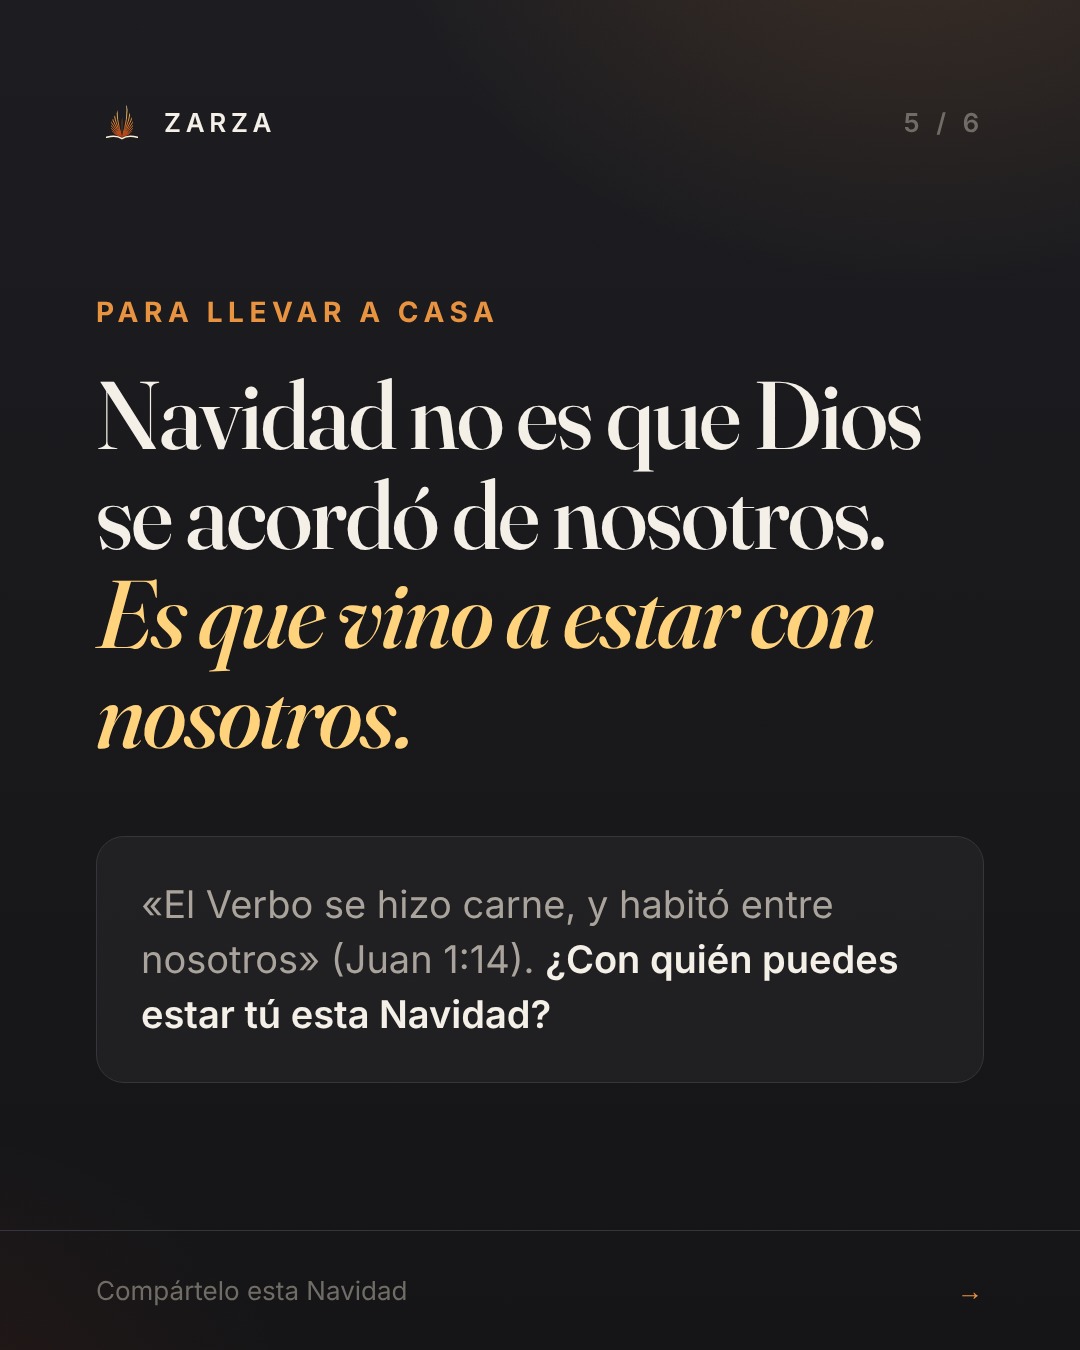 ZARZA
5 / 6
PARA LLEVAR A CASA
Navidad no es que Dios
se acordó de nosotros.
Es que vino a estar con
nosotros.
«El Verbo se hizo carne, y habitó entre
nosotros» (Juan 1:14). ¿Con quién puedes
estar tú esta Navidad?
Compártelo esta Navidad →